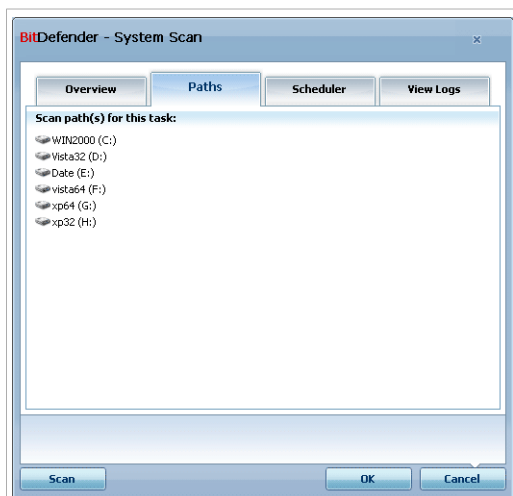 BitDefender - System Scan
x
Overview Paths Scheduler View Logs
Scan path(s) for this task:
WIN2000 (C:)
Vista32 (D:)
Date (E:)
vista64 (F:)
xp64 (G:)
xp32 (H:)
Scan OK Cancel